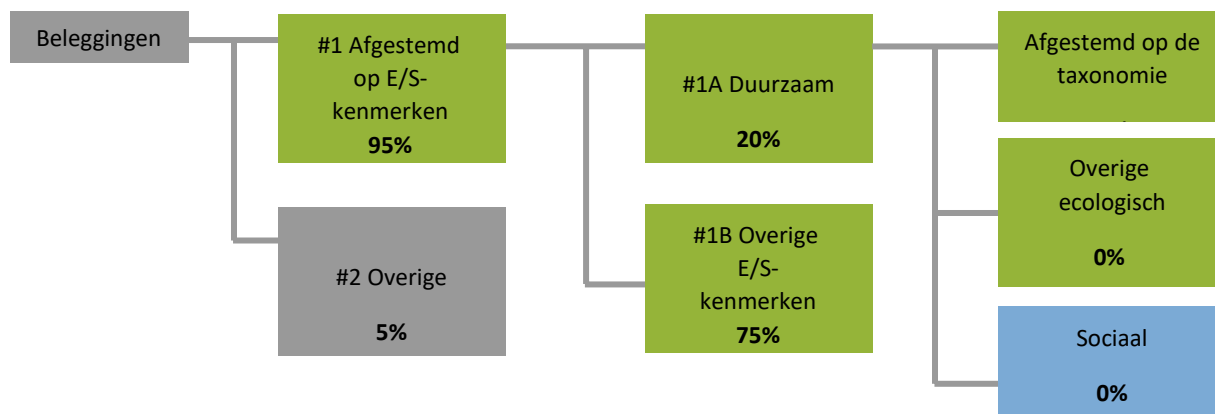 Beleggingen
#1 Afgestemd
op E/S-
kenmerken
95%
#2 Overige
5%
#1A Duurzaam
20%
#1B Overige
E/S-
kenmerken
75%
Afgestemd op de
taxonomie
Overige
ecologisch
0%
Sociaal
0%